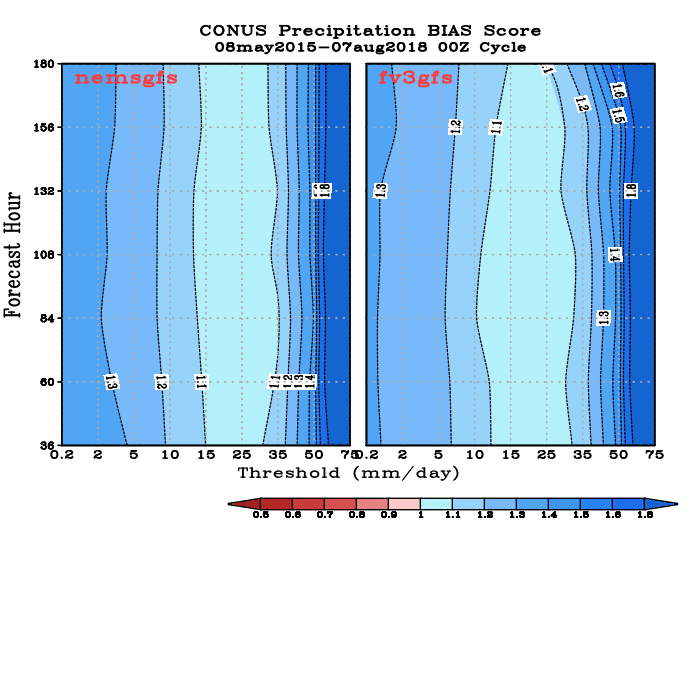 CONUS Precipitation BIAS Score
08may2015-07aug2018 00Z Cycle
nemsgfs
fv3gfs
Forecast Hour
180
156
132
108
84
60
36
1.3 1.2 1.1 1.1 1.2 1.3 1.4
1.8
.1
1.6
1.2
1.5
1.2 1.1
1.3 1.8
1.4
1.3
0.2 2 5 10 15 25 35 50 75
0.2 2 5 10 15 25 35 50 75
Threshold (mm/day)
0.5 0.6 0.7 0.8 0.9 1 1.1 1.2 1.3 1.4 1.5 1.6 1.8